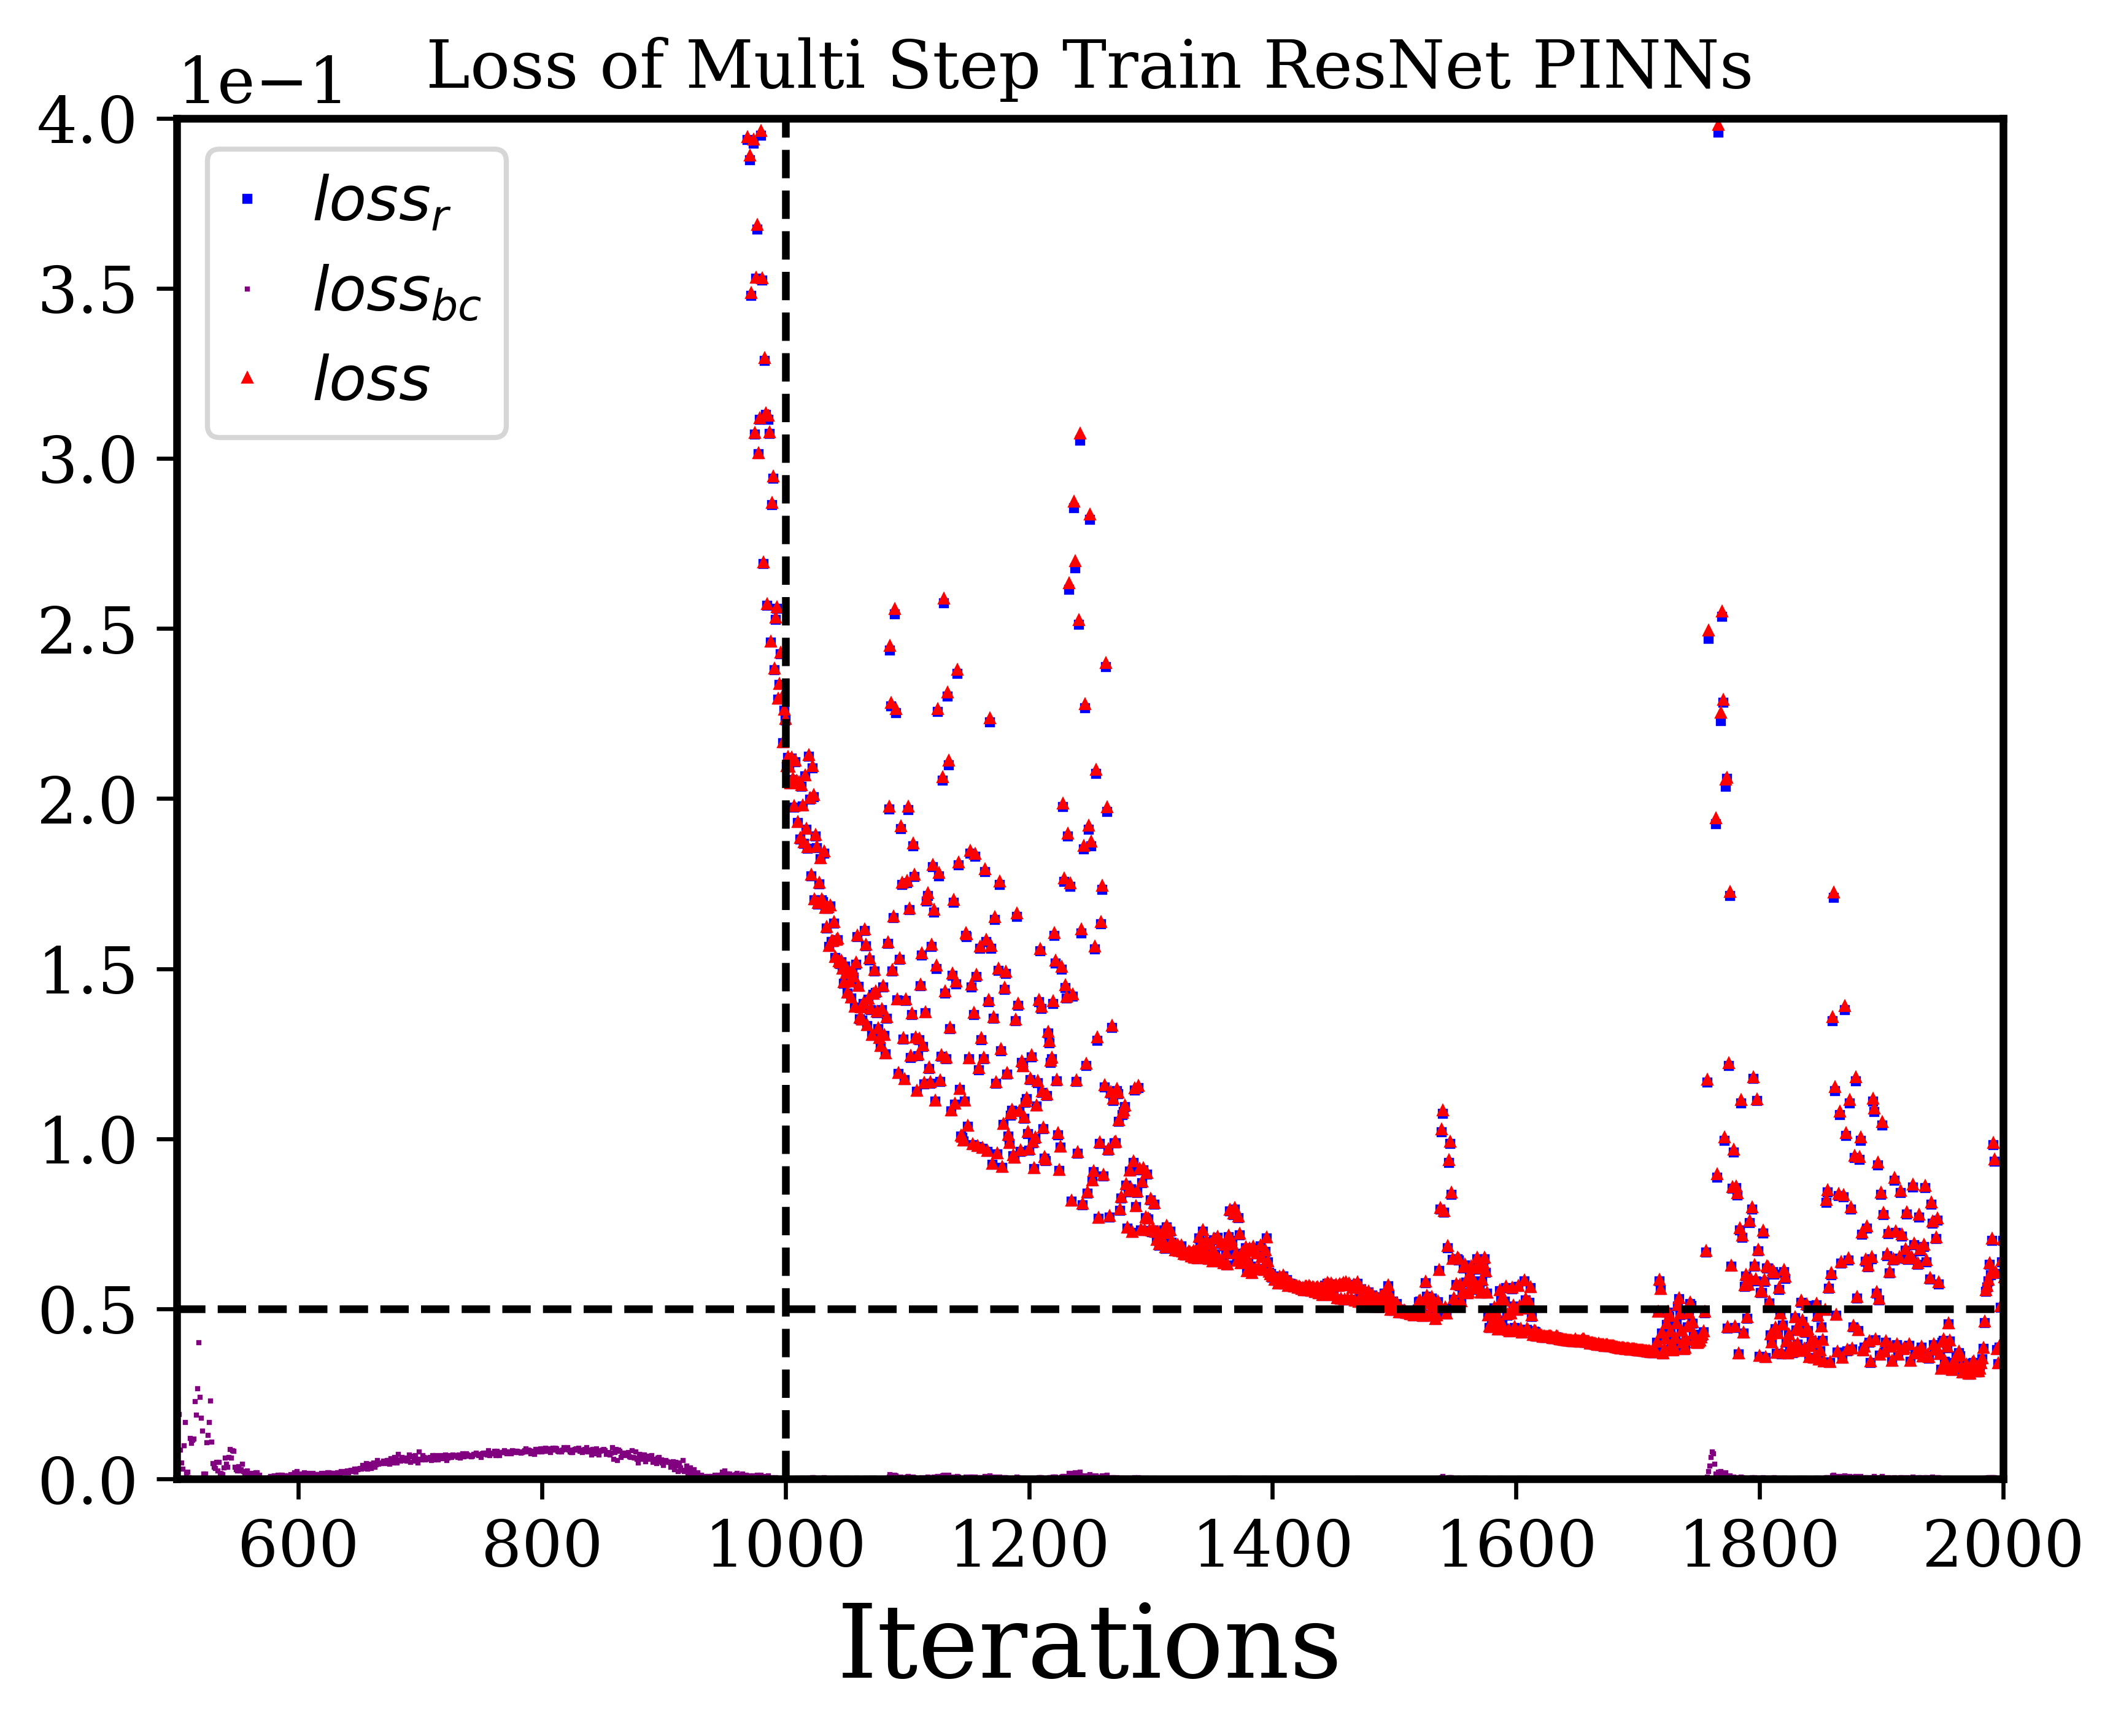 Loss of Multi Step Train ResNet PINNs
1e−1
4.0
3.5
3.0
2.5
2.0
1.5
1.0
0.5
0.0
loss_r
loss_bc
loss
600 800 1000 1200 1400 1600 1800 2000
Iterations